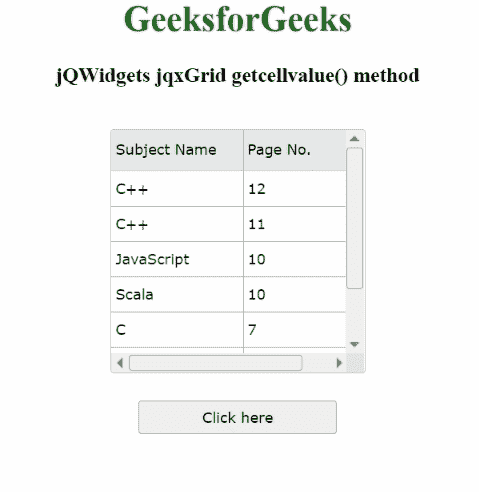 GeeksforGeeks
jQWidgets jqxGrid getcellvalue() method
Subject Name Page No.
C++ 12
C++ 11
JavaScript 10
Scala 10
C 7
Click here